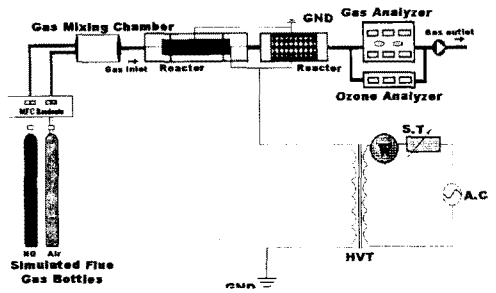 GND
Gas Analyzer
Gas Mixing Chamber
Gas outlet
Gas inlet
Reactor
Reactor
Ozone Analyzer
S.T.
A.C
HVT
NO
Air
Simulated Flue
Gas Bottles
GND